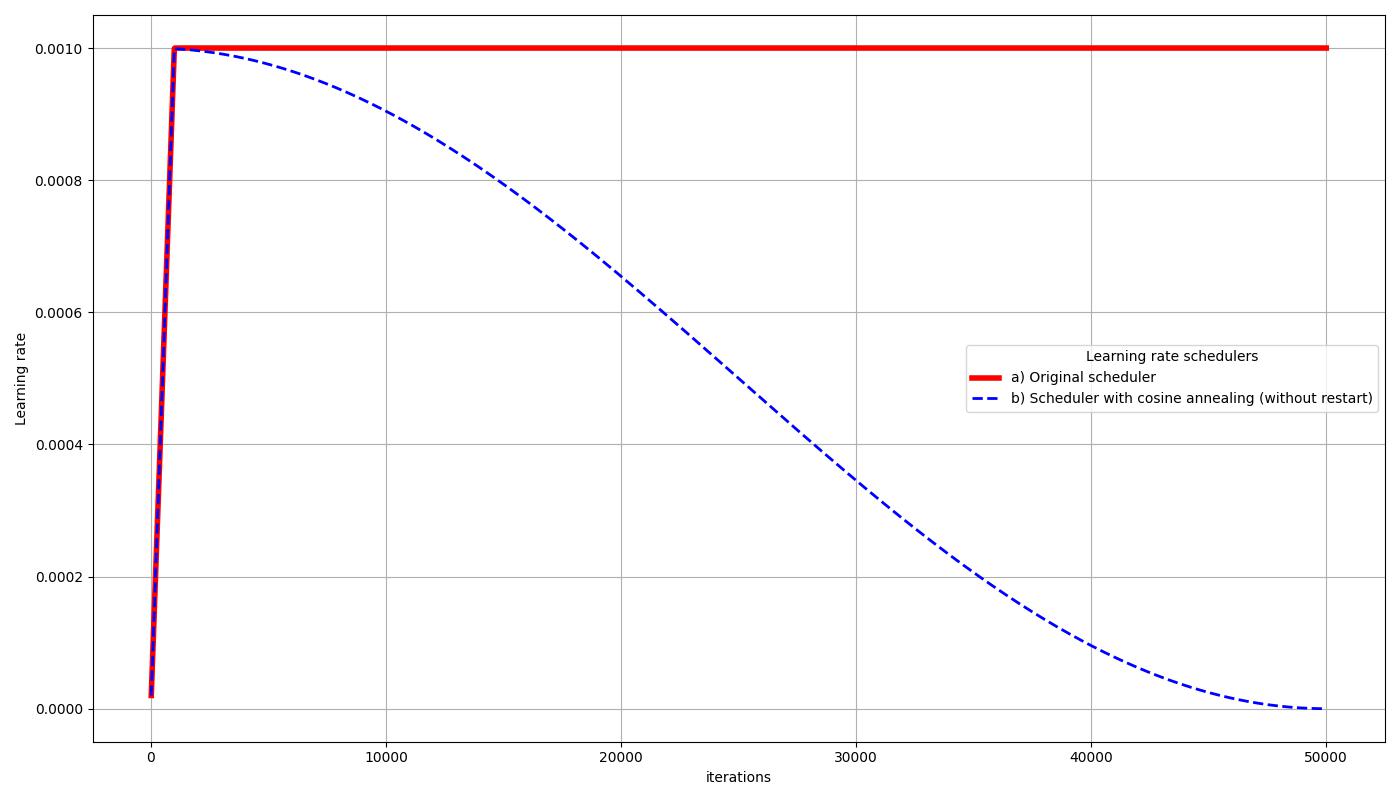 0.0010
0.0008
0.0006
0.0004
0.0002
0.0000
Learning rate
0
10000
20000
30000
40000
50000
iterations
Learning rate schedulers
a) Original scheduler
b) Scheduler with cosine annealing (without restart)